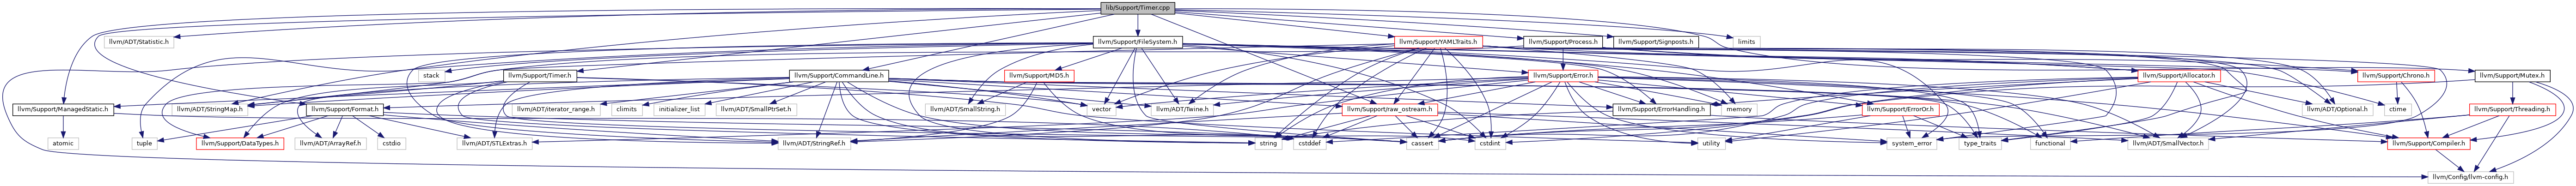 lib/Support/Timer.cpp
llvm/ADT/Statistic.h
llvm/Support/FileSystem.h
llvm/Support/YAMLTraits.h
llvm/Support/Process.h
llvm/Support/Signposts.h
limits
stack
llvm/Support/Timer.h
llvm/Support/CommandLine.h
llvm/Support/MD5.h
llvm/Support/Error.h
llvm/Support/Allocator.h
llvm/Support/Chrono.h
llvm/Support/Mutex.h
llvm/Support/ManagedStatic.h
llvm/ADT/StringMap.h
llvm/Support/Format.h
llvm/ADT/iterator_range.h
climits
initializer_list
llvm/ADT/SmallPtrSet.h
llvm/ADT/SmallString.h
vector
llvm/ADT/Twine.h
llvm/Support/raw_ostream.h
llvm/Support/ErrorHandling.h
memory
llvm/Support/ErrorOr.h
llvm/ADT/Optional.h
ctime
llvm/Support/Threading.h
atomic
tuple
llvm/Support/DataTypes.h
llvm/ADT/ArrayRef.h
cstdio
llvm/ADT/STLExtras.h
llvm/ADT/StringRef.h
string
cstddef
cassert
cstdint
utility
system_error
type_traits
functional
llvm/ADT/SmallVector.h
llvm/Support/Compiler.h
llvm/Config/llvm-config.h